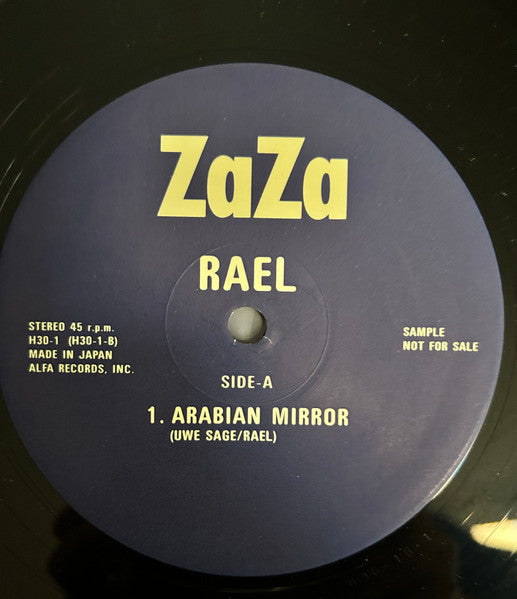 ZaZa
RAEL
STEREO 45 r.p.m.
H30-1 (H30-1-B)
MADE IN JAPAN
ALFA RECORDS, INC.
SAMPLE
NOT FOR SALE
SIDE-A
1. ARABIAN MIRROR
(UWE SAGE/RAEL)